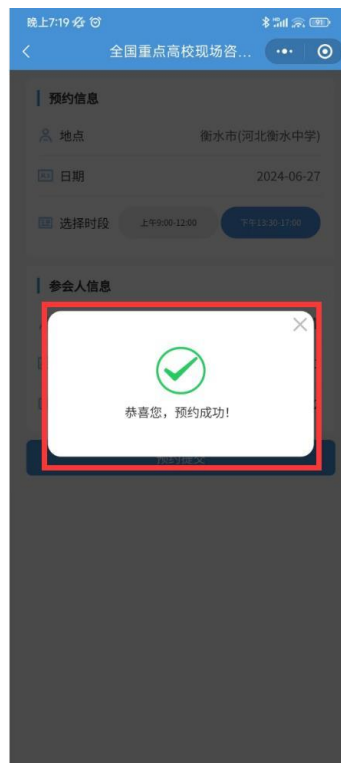 晚上7:19
全国重点高校现场咨...
预约信息
地点 衡水市(河北衡水中学)
日期 2024-06-27
选择时段 上午9:00-12:00 下午13:30-17:00
参会人信息
恭喜您，预约成功!
预约提交